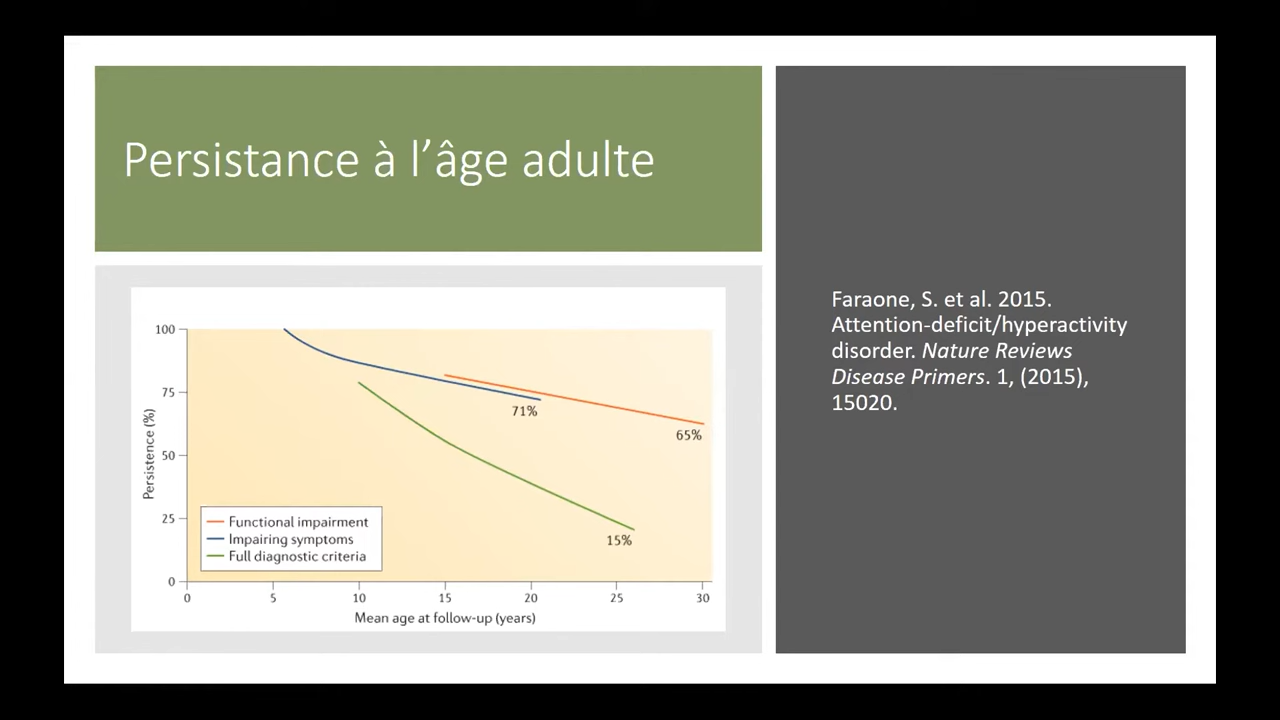 Persistance à l’âge adulte
100
75
50
25
0
Persistence (%)
71%
65%
15%
Functional impairment
Impairing symptoms
Full diagnostic criteria
0 5 10 15 20 25 30
Mean age at follow-up (years)
Faraone, S. et al. 2015.
Attention-deficit/hyperactivity
disorder. Nature Reviews
Disease Primers. 1, (2015),
15020.